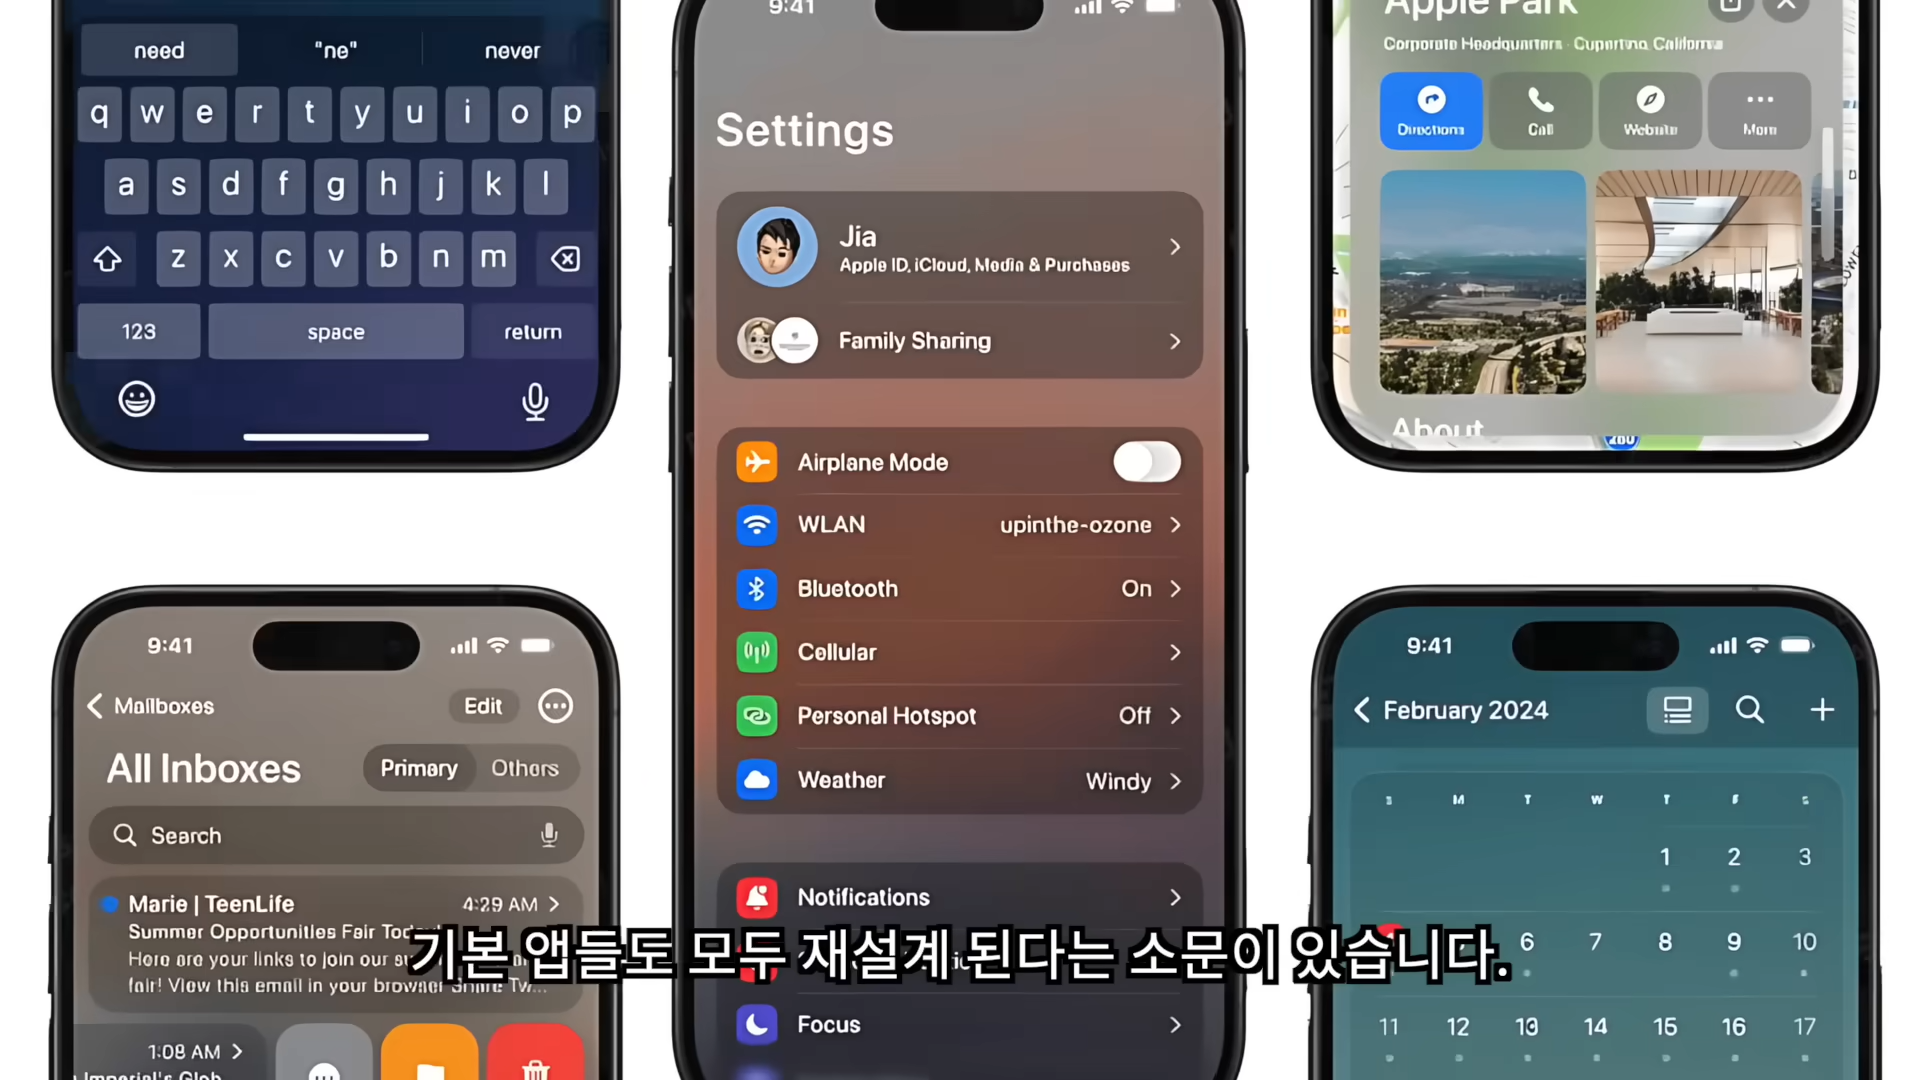 need
"ne"
never
q w e r t y u i o p
a s d f g h j k l
z x c v b n m
123
space
return
9:41
Settings
Jia
Apple ID, iCloud, Media & Purchases
Family Sharing
Airplane Mode
WLAN
upinthe-ozone
Bluetooth
On
Cellular
Personal Hotspot
Off
Weather
Windy
Notifications
Focus
Apple Park
Corporate Headquarters · Cupertino, California
Directions
Call
Website
More
About
280
9:41
Mailboxes
Edit
All Inboxes
Primary
Others
Search
Marie | TeenLife
4:29 AM
Summer Opportunities Fair
Here are your links to join our
fair! View this email in your browser Share Tw...
1:08 AM
Imperial's Glob
9:41
February 2024
S M T W T F S
1 2 3
6 7 8 9 10
11 12 13 14 15 16 17
기본 앱들도 모두 재설계 된다는 소문이 있습니다.